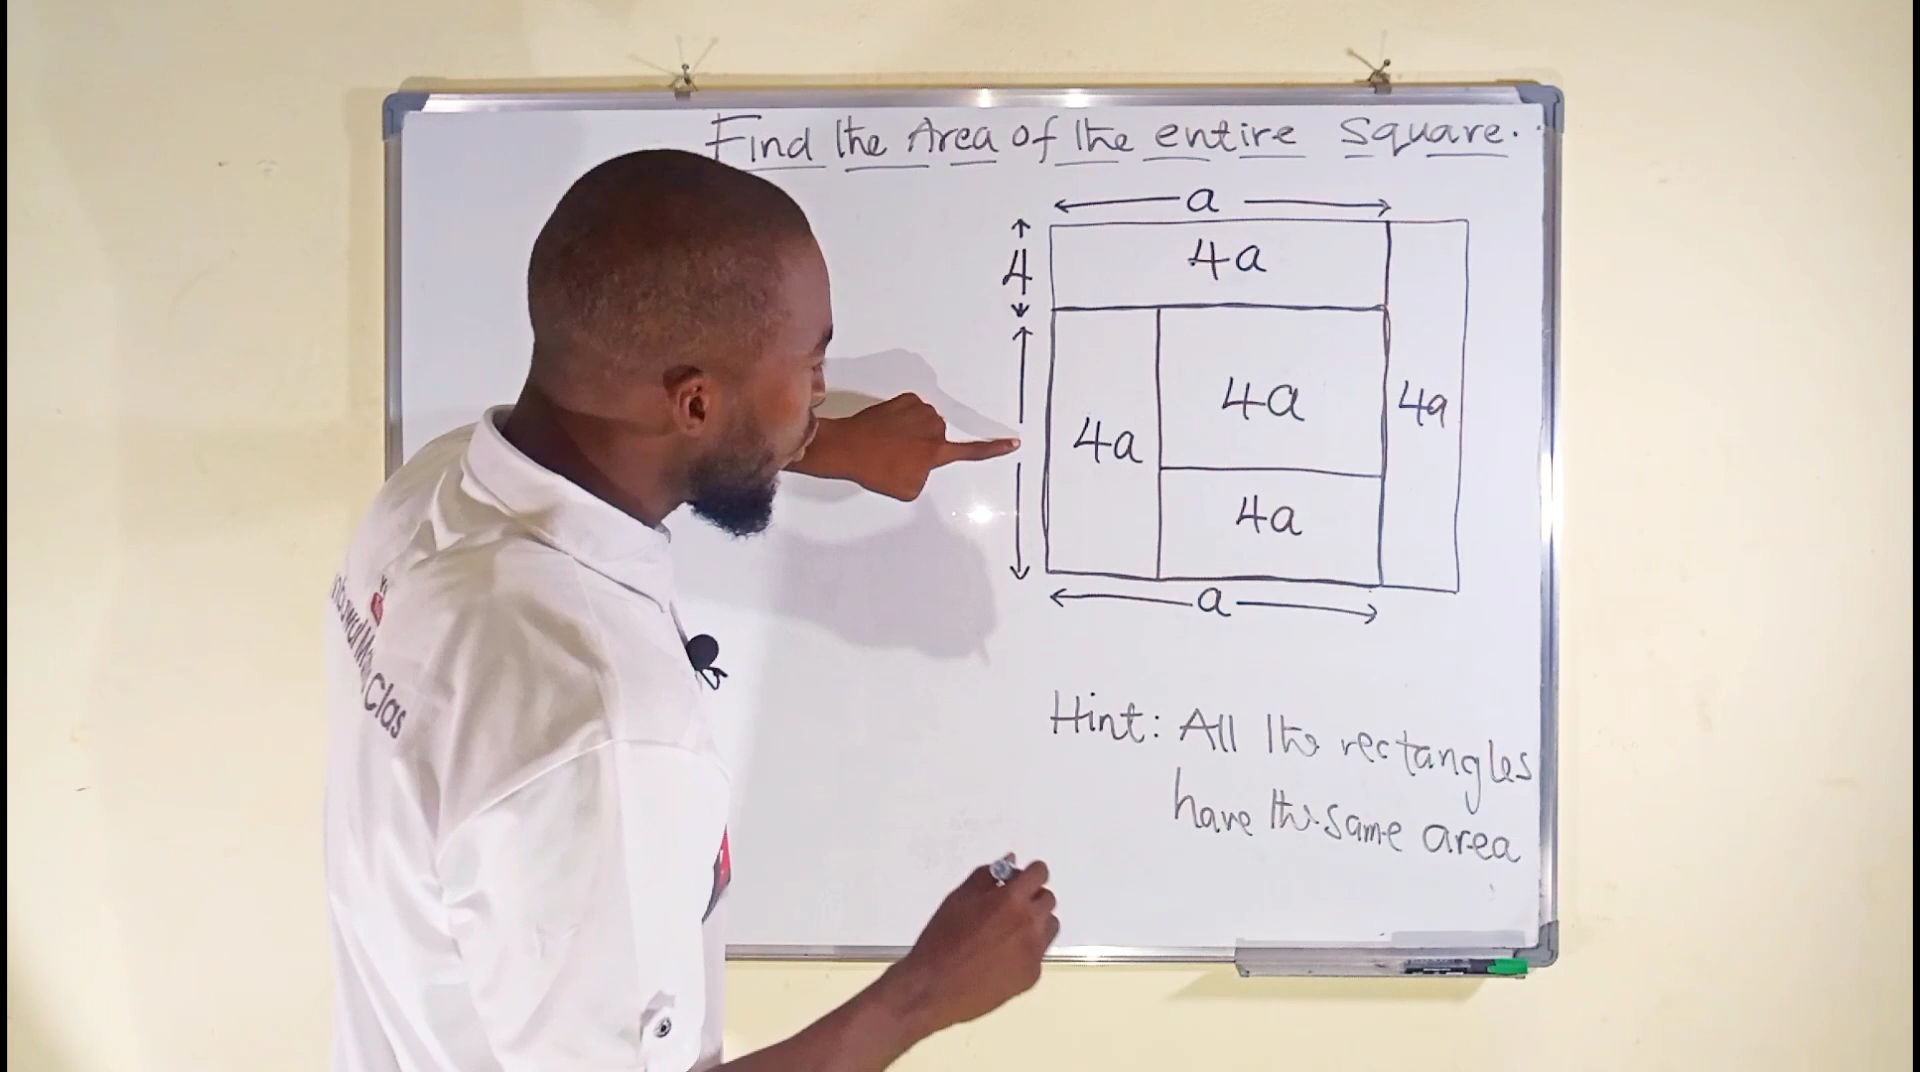 Find the Area of the entire square.
a
4
4a
4a
4a
4a
4a
a
Hint: All the rectangles
have the same area
Clas